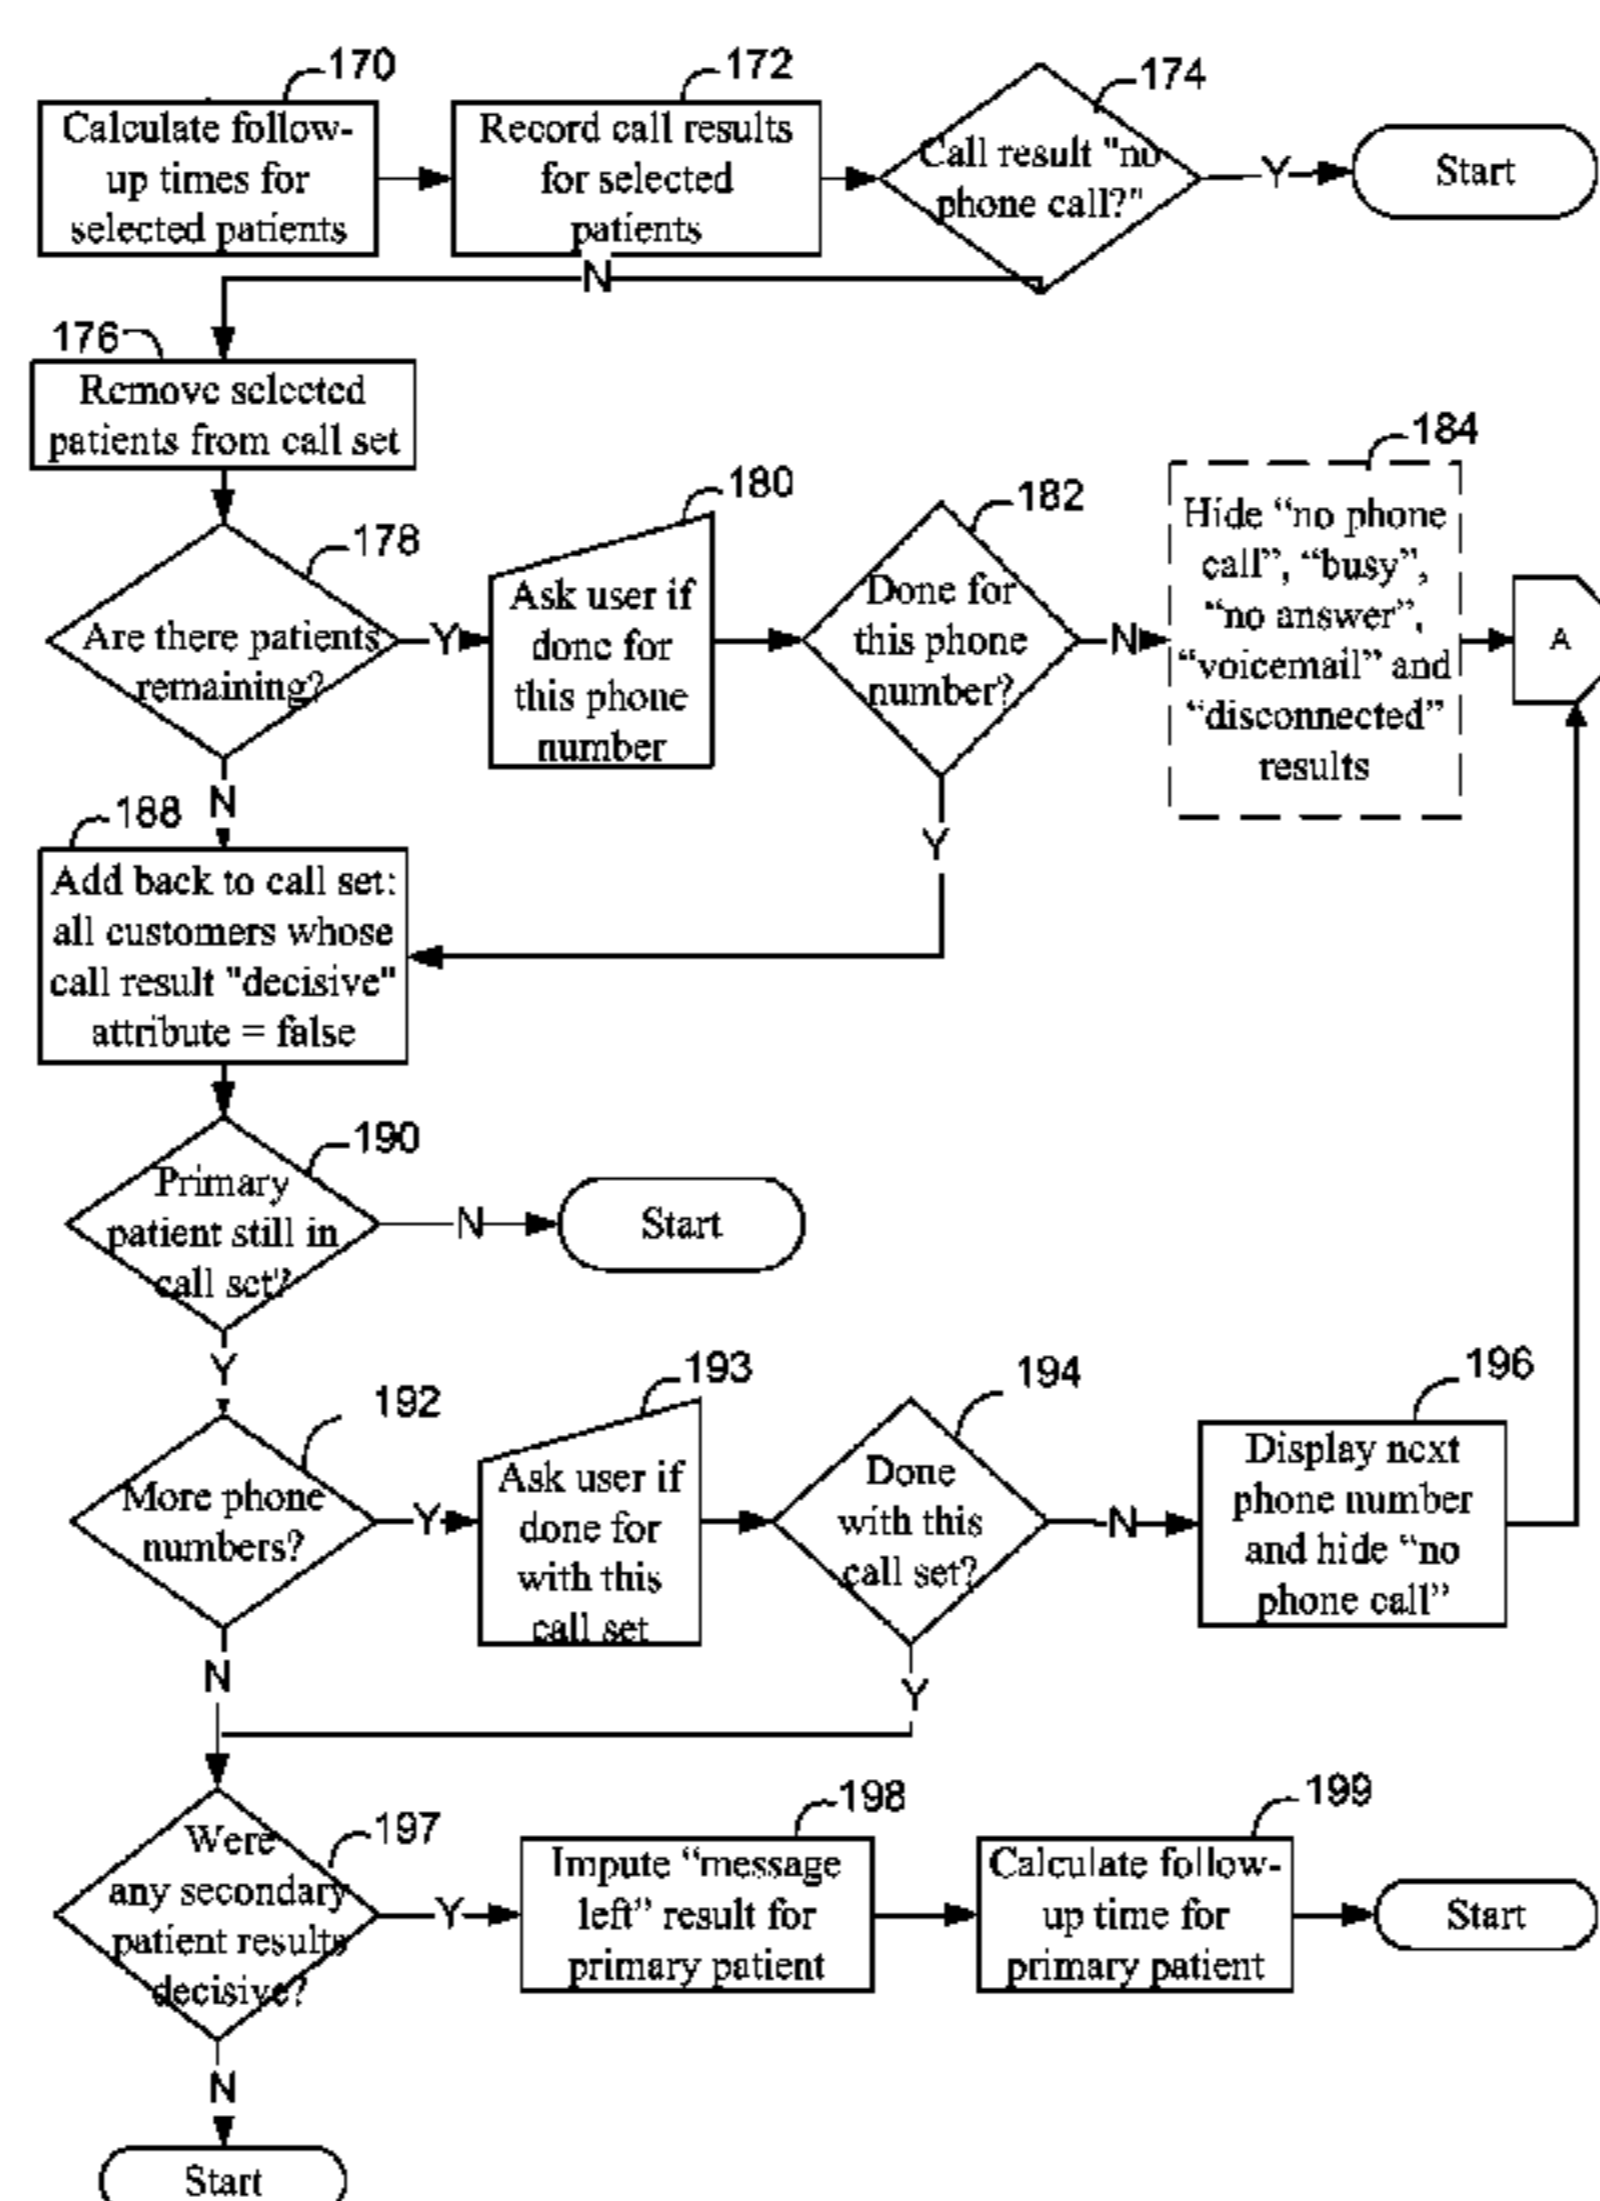 170
Calculate follow-
up times for
selected patients
172
Record call results
for selected
patients
174
Call result "no
phone call?"
Y
Start
N
176
Remove selected
patients from call set
178
Are there patients
remaining?
Y
180
Ask user if
done for
this phone
number
182
Done for
this phone
number?
N
184
Hide “no phone
call”, “busy”,
“no answer”,
“voicemail” and
“disconnected”
results
A
N
Y
188
Add back to call set:
all customers whose
call result "decisive"
attribute = false
190
Primary
patient still in
call set?
N
Start
Y
192
More phone
numbers?
Y
193
Ask user if
done for
with this
call set
194
Done
with this
call set?
N
196
Display next
phone number
and hide “no
phone call”
N
Y
197
Were
any secondary
patient results
decisive?
Y
198
Impute “message
left” result for
primary patient
199
Calculate follow-
up time for
primary patient
Start
N
Start